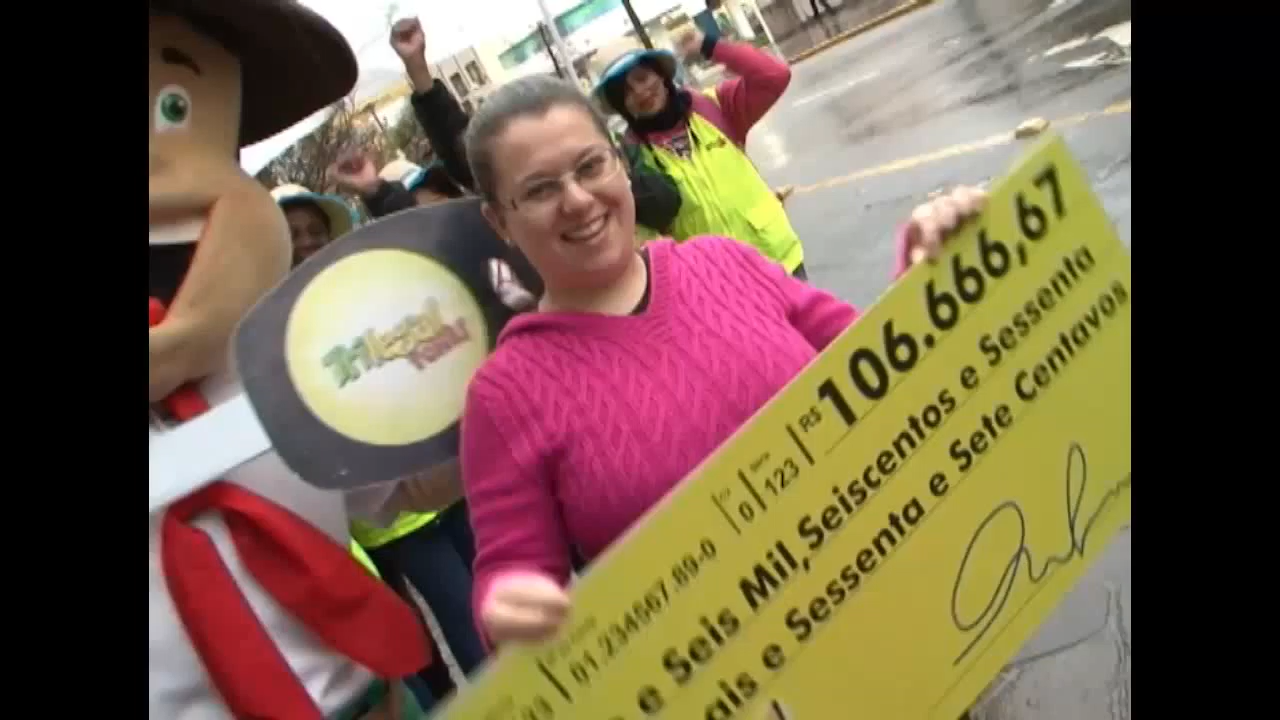 TriLegal
0 123 R$ 106.666,67
01.234567.89-0
e Seis Mil, Seiscentos e Sessenta
ais e Sessenta e Sete Centavos